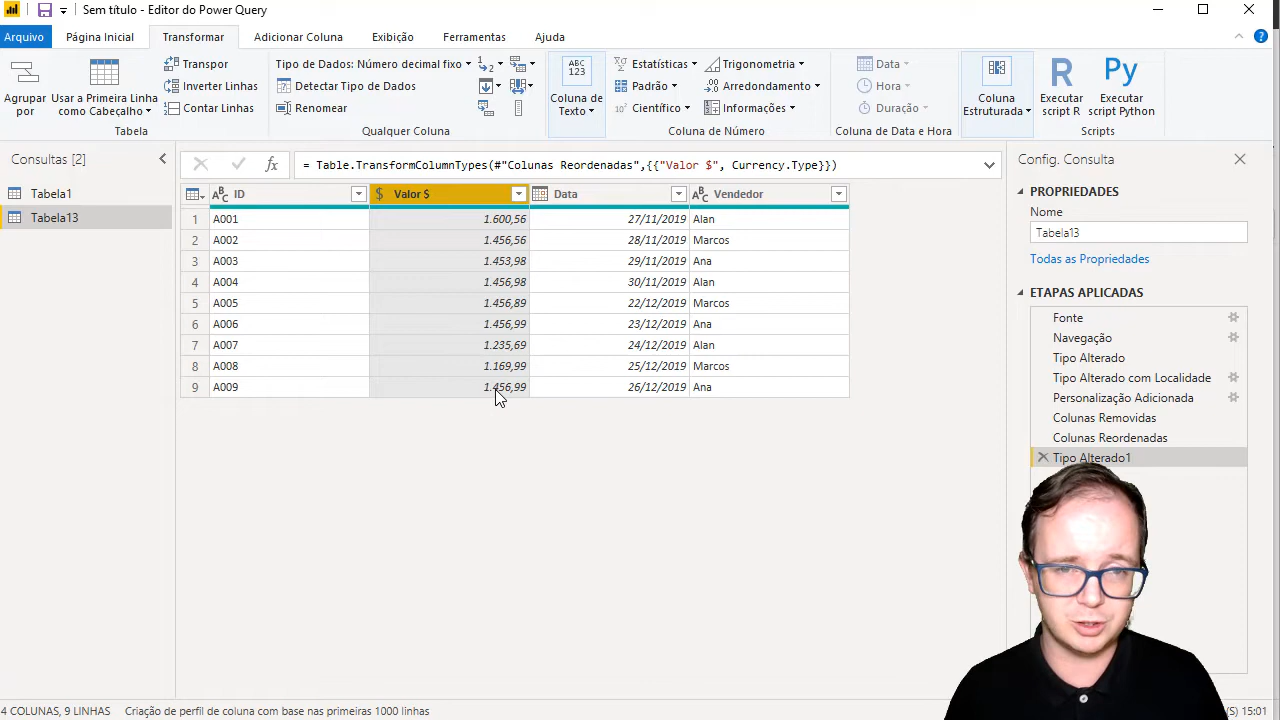 Sem título - Editor do Power Query
Arquivo Página Inicial Transformar Adicionar Coluna Exibição Ferramentas Ajuda
Agrupar por
Usar a Primeira Linha como Cabeçalho
Transpor
Inverter Linhas
Contar Linhas
Tabela
Tipo de Dados: Número decimal fixo
Detectar Tipo de Dados
Renomear
Qualquer Coluna
ABC
123
Coluna de Texto
Estatísticas
Padrão
Científico
Trigonometria
Arredondamento
Informações
Coluna de Número
Data
Hora
Duração
Coluna de Data e Hora
Coluna Estruturada
R
Executar script R
Py
Executar script Python
Scripts
Consultas [2]
Tabela1
Tabela13
fx = Table.TransformColumnTypes(#"Colunas Reordenadas",{{"Valor $", Currency.Type}})
ABC ID $ Valor $ Data ABC Vendedor
1 A001 1.600,56 27/11/2019 Alan
2 A002 1.456,56 28/11/2019 Marcos
3 A003 1.453,98 29/11/2019 Ana
4 A004 1.456,98 30/11/2019 Alan
5 A005 1.456,89 22/12/2019 Marcos
6 A006 1.456,99 23/12/2019 Ana
7 A007 1.235,69 24/12/2019 Alan
8 A008 1.169,99 25/12/2019 Marcos
9 A009 1.456,99 26/12/2019 Ana
Config. Consulta
PROPRIEDADES
Nome
Tabela13
Todas as Propriedades
ETAPAS APLICADAS
Fonte
Navegação
Tipo Alterado
Tipo Alterado com Localidade
Personalização Adicionada
Colunas Removidas
Colunas Reordenadas
Tipo Alterado1
4 COLUNAS, 9 LINHAS Criação de perfil de coluna com base nas primeiras 1000 linhas
(S) 15:01